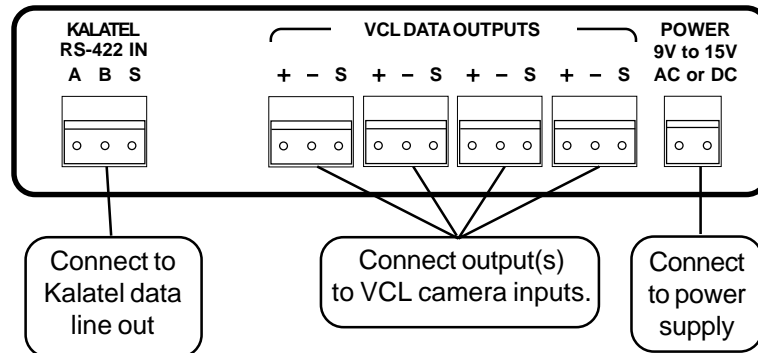 KALATEL
RS-422 IN
A B S
VCL DATA OUTPUTS
+ – S + – S + – S + – S
POWER
9V to 15V
AC or DC
Connect to
Kalatel data
line out
Connect output(s)
to VCL camera inputs.
Connect
to power
supply